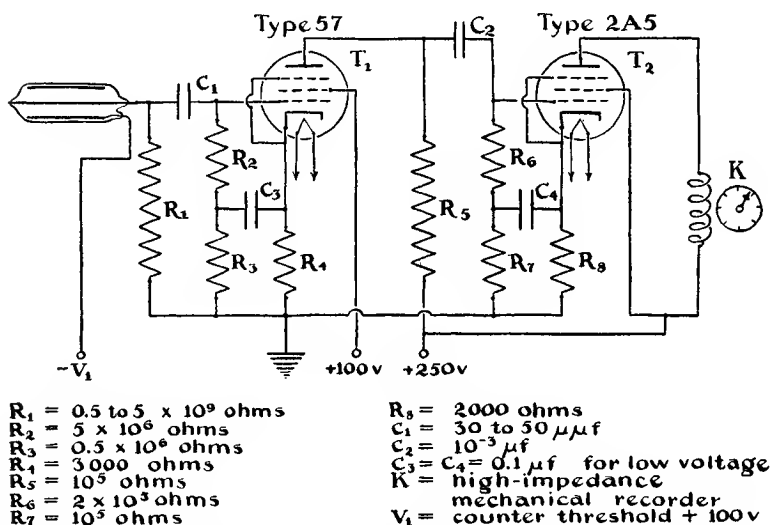 Type 57
C₂
Type 2A5
T₁
T₂
C₁
R₂
R₆
K
C₃
C₄
R₁
R₅
R₃
R₄
R₇
R₈
-V₁
+100v
+250v
R₁ = 0.5 to 5 x 10⁹ ohms
R₂ = 5 x 10⁶ ohms
R₃ = 0.5 x 10⁶ ohms
R₄ = 3000 ohms
R₅ = 10⁵ ohms
R₆ = 2 x 10³ ohms
R₇ = 10⁵ ohms
R₈ = 2000 ohms
C₁ = 30 to 50 μμf
C₂ = 10⁻³ μf
C₃ = C₄ = 0.1 μf for low voltage
K = high-impedance
mechanical recorder
V₁ = counter threshold + 100v